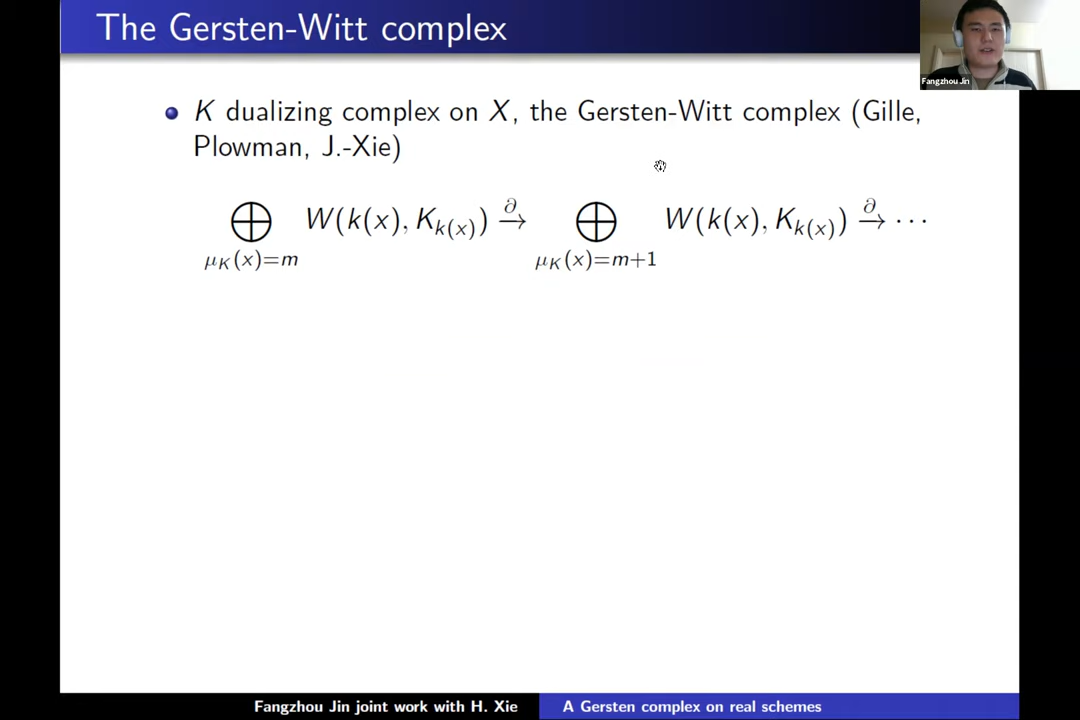 The Gersten-Witt complex
Fangzhou Jin
K dualizing complex on X, the Gersten-Witt complex (Gille,
Plowman, J.-Xie)
⊕_{μ_K(x)=m} W(k(x), K_{k(x)}) →^∂ ⊕_{μ_K(x)=m+1} W(k(x), K_{k(x)}) →^∂ ⋯
Fangzhou Jin joint work with H. Xie A Gersten complex on real schemes